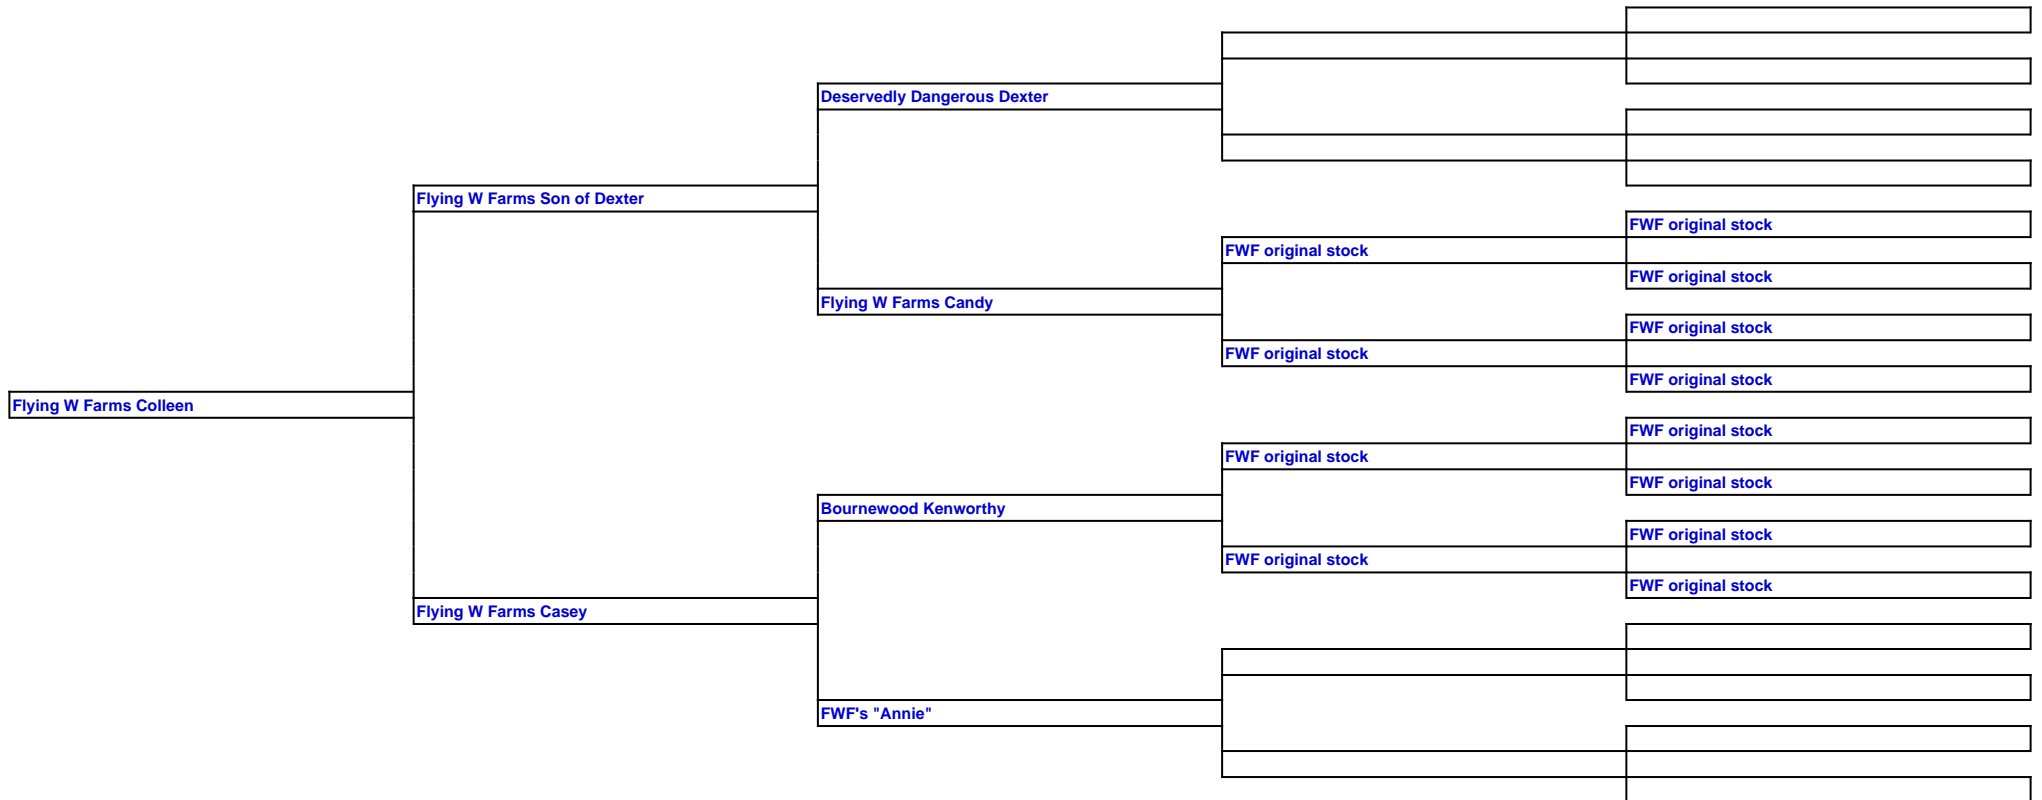 Deservedly Dangerous Dexter
Flying W Farms Son of Dexter
FWF original stock
FWF original stock
FWF original stock
Flying W Farms Candy
FWF original stock
FWF original stock
FWF original stock
Flying W Farms Colleen
FWF original stock
FWF original stock
FWF original stock
Bournewood Kenworthy
FWF original stock
FWF original stock
FWF original stock
Flying W Farms Casey
FWF's "Annie"